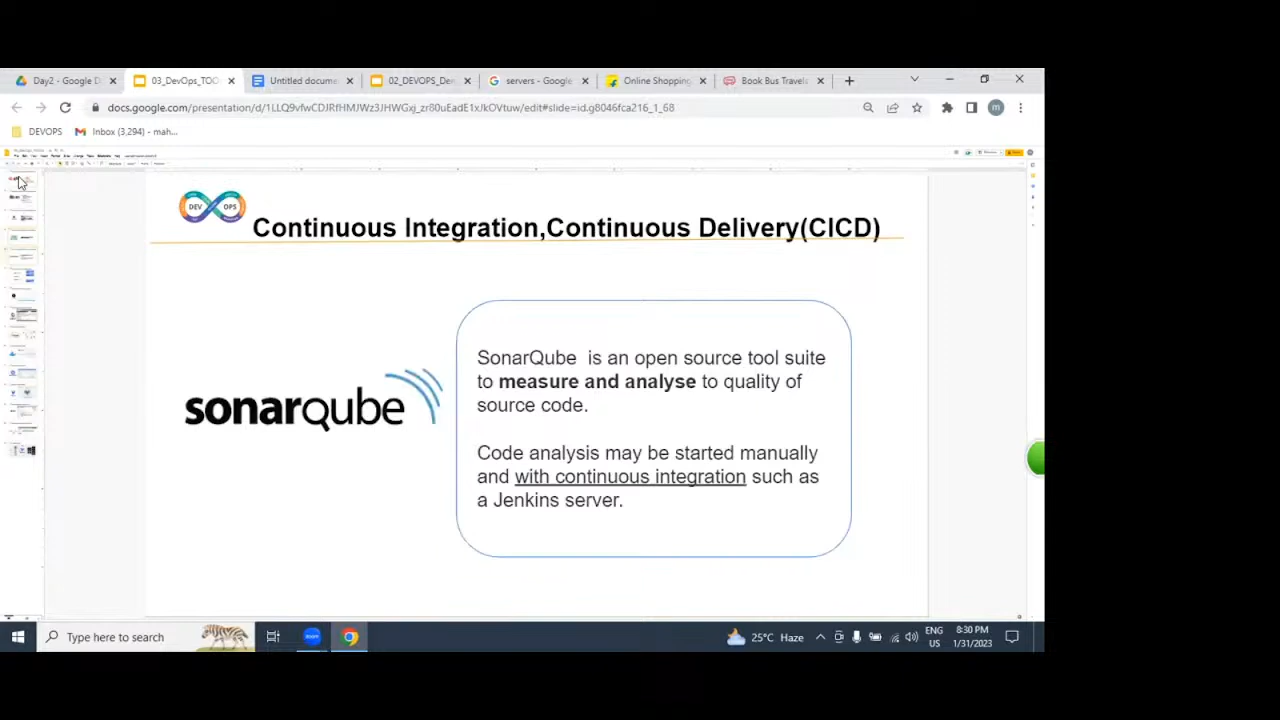 Day2 - Google D
03_DevOps_TOO
Untitled docume
02_DEVOPS_Dev
servers - Google
Online Shopping
Book Bus Travels
docs.google.com/presentation/d/1LLQ9vfwCDJRfHMJWz3JHWGxj_zr80uEadE1x/kOVtuw/edit#slide=id.g8046fca216_1_68
m
DEVOPS
Inbox (3,294) - mah...
DEV OPS
Continuous Integration,Continuous Delivery(CICD)
sonarqube
SonarQube is an open source tool suite
to measure and analyse to quality of
source code.
Code analysis may be started manually
and with continuous integration such as
a Jenkins server.
Type here to search
zoom
25°C Haze
ENG
US
8:30 PM
1/31/2023